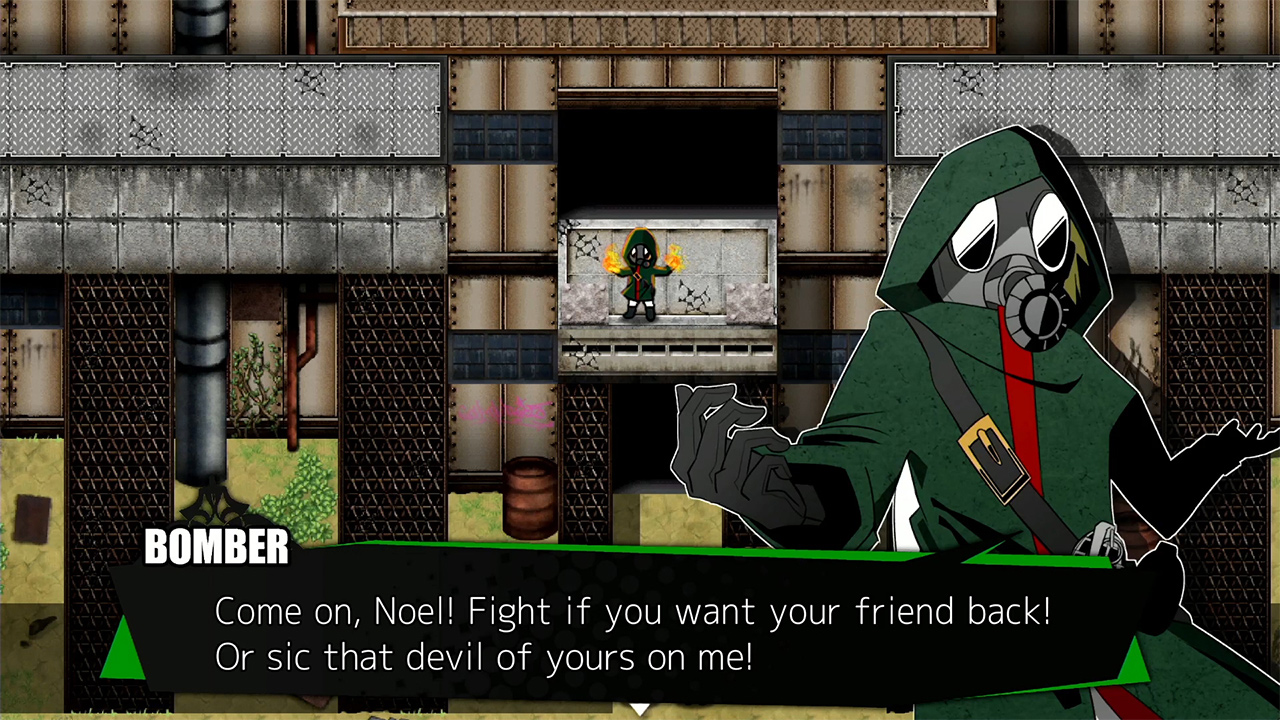 BOMBER
Come on, Noel! Fight if you want your friend back!
Or sic that devil of yours on me!